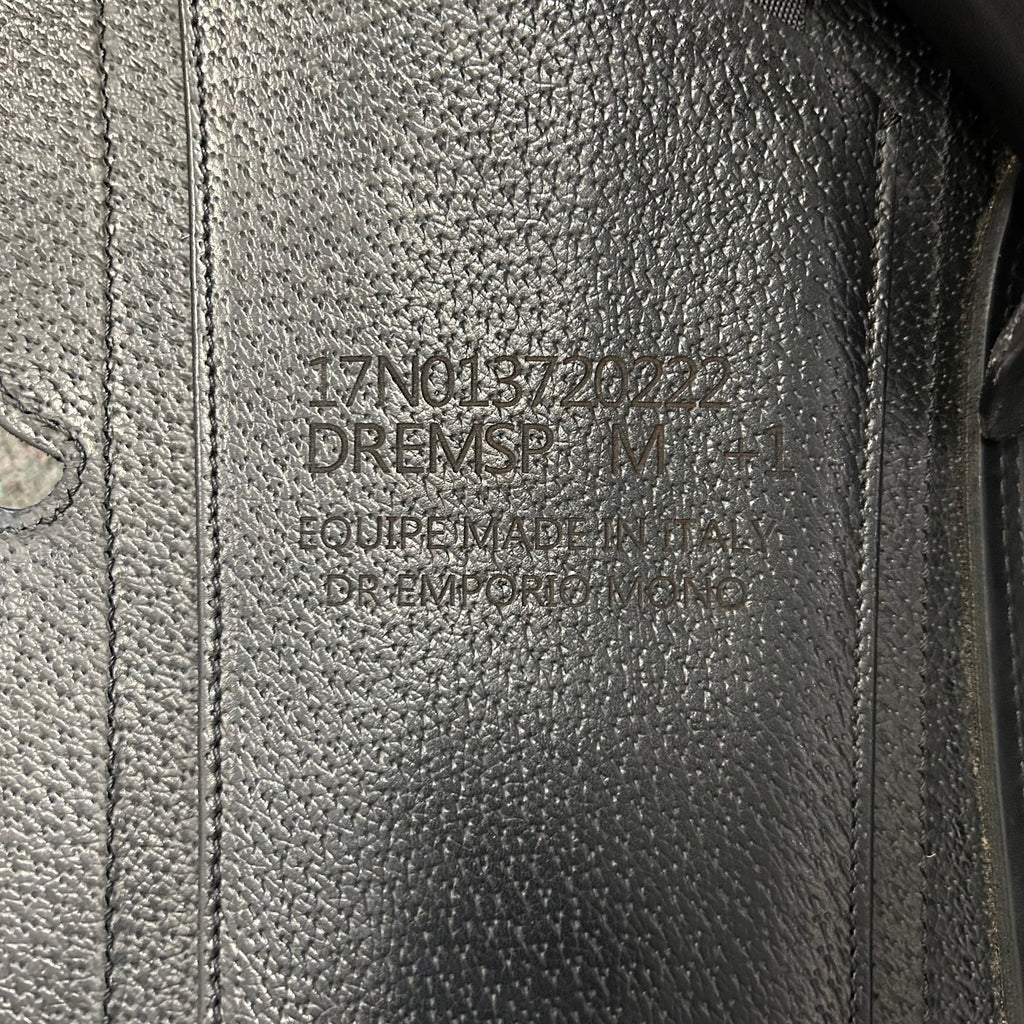 17N013720222
DREMSP M +1
EQUIPE MADE IN ITALY
DR EMPORIO MONO